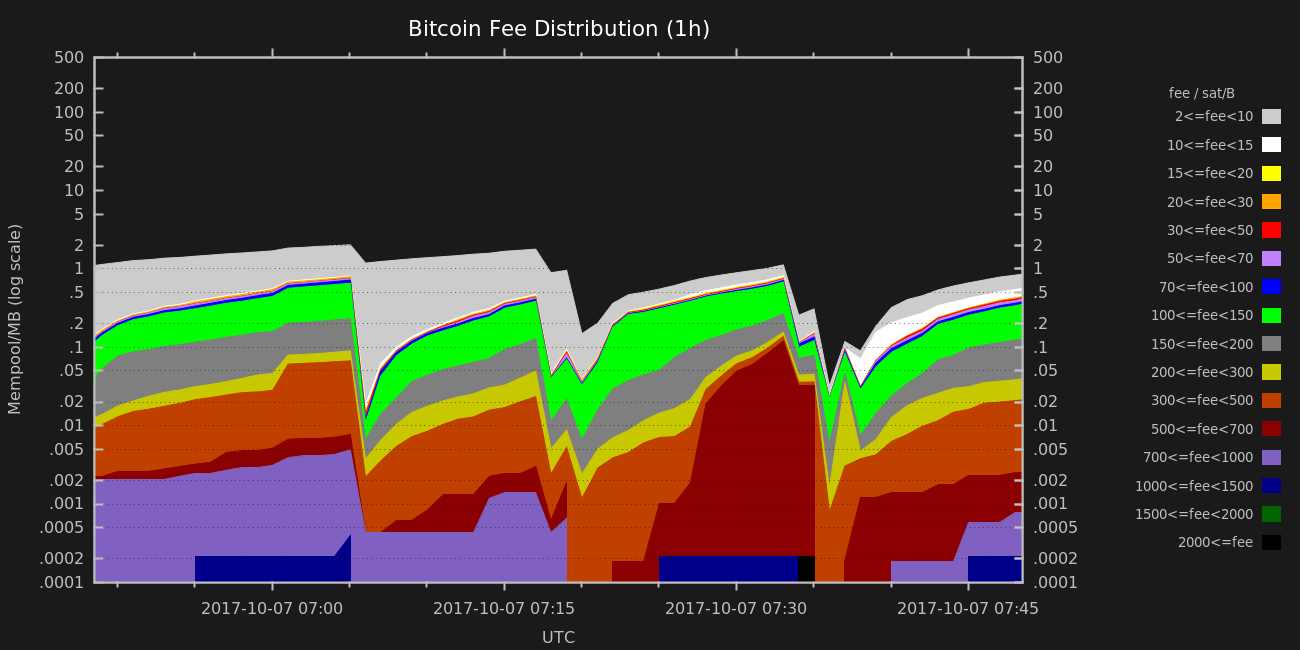 Bitcoin Fee Distribution (1h)
500
200
100
50
20
10
5
2
1
.5
.2
.1
.05
.02
.01
.005
.002
.001
.0005
.0002
.0001
Mempool/MB (log scale)
500
200
100
50
20
10
5
2
1
.5
.2
.1
.05
.02
.01
.005
.002
.001
.0005
.0002
.0001
2017-10-07 07:00
2017-10-07 07:15
2017-10-07 07:30
2017-10-07 07:45
UTC
fee / sat/B
2<=fee<10
10<=fee<15
15<=fee<20
20<=fee<30
30<=fee<50
50<=fee<70
70<=fee<100
100<=fee<150
150<=fee<200
200<=fee<300
300<=fee<500
500<=fee<700
700<=fee<1000
1000<=fee<1500
1500<=fee<2000
2000<=fee